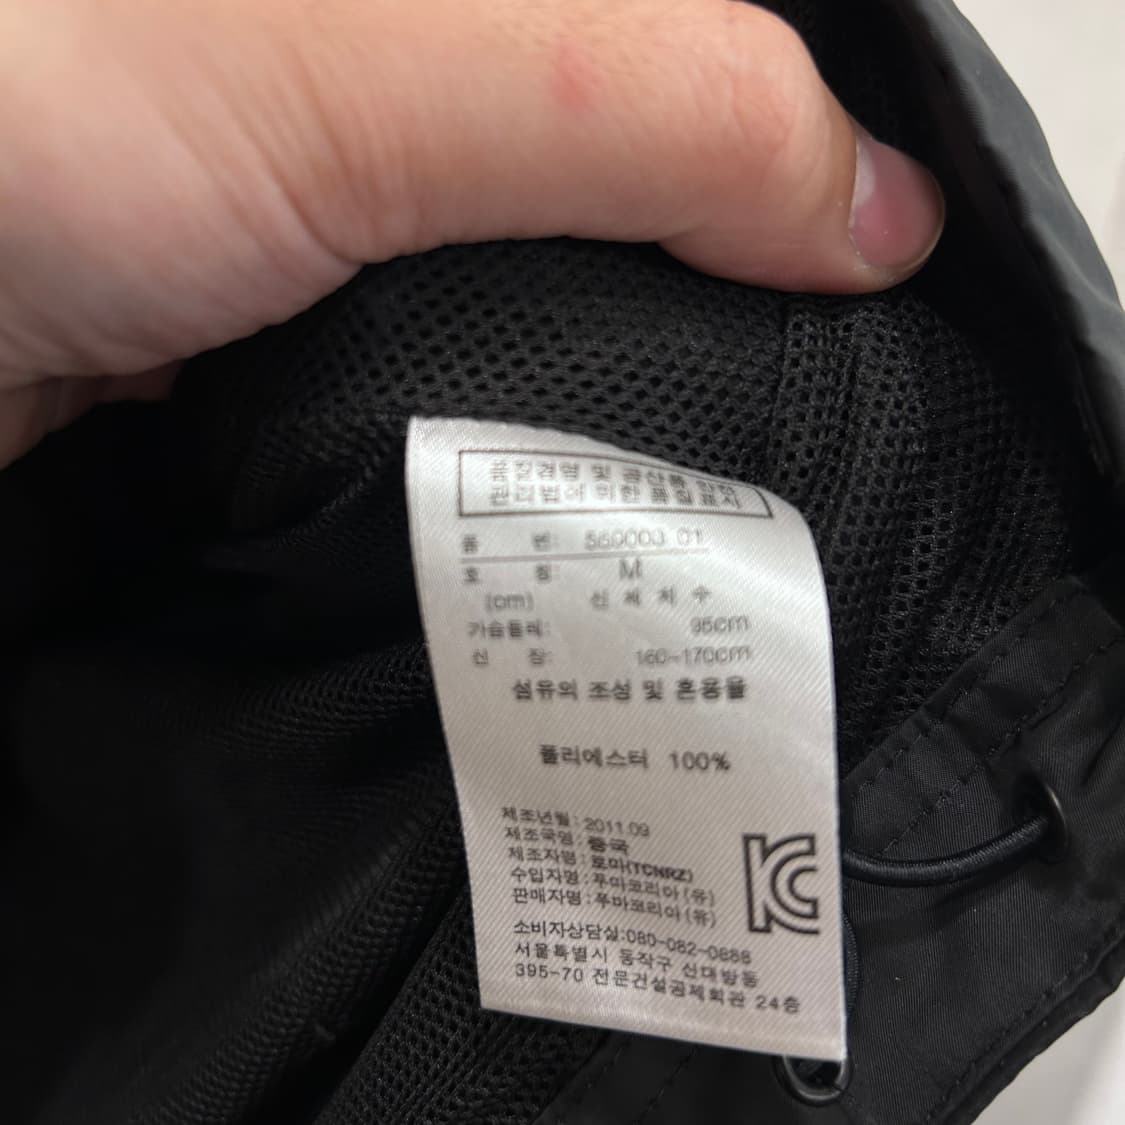 품질경영 및 공산품 안전
관리법에 의한 품질표시
품 번: 01
호 칭: M
(cm) 신 체 치 수
가슴둘레: 95cm
신 장: 160~170cm
섬유의 조성 및 혼용율
폴리에스터 100%
제조년월: 2011.09
제조국명: 중국
제조자명: 로마(TCNRZ)
수입자명: 푸마코리아(유)
판매자명: 푸마코리아(유)
소비자상담실:080-082-0888
서울특별시 동작구 신대방동
395-70 전문건설공제회관 24층